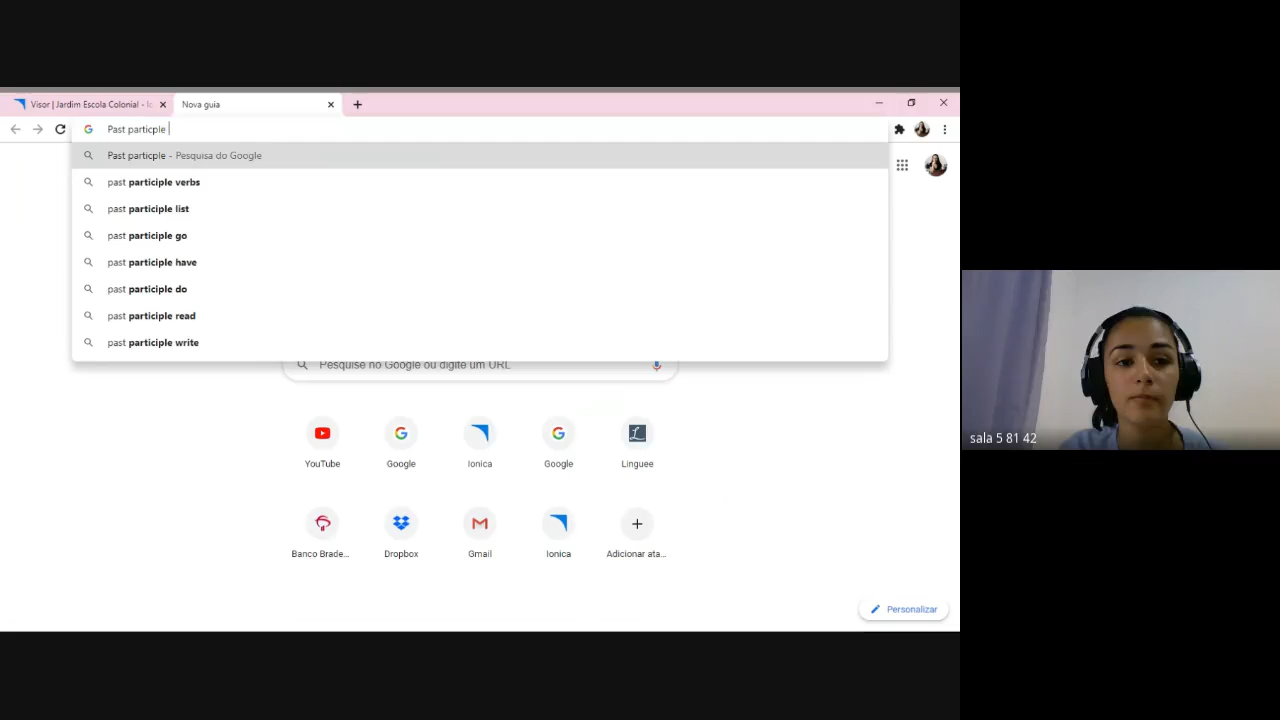 Visor | Jardim Escola Colonial - Io
Nova guia
Past particple
Past particple - Pesquisa do Google
past participle verbs
past participle list
past participle go
past participle have
past participle do
past participle read
past participle write
Pesquise no Google ou digite um URL
YouTube
Google
Ionica
Google
Linguee
Banco Brade...
Dropbox
Gmail
Ionica
Adicionar ata...
Personalizar
sala 5 81 42